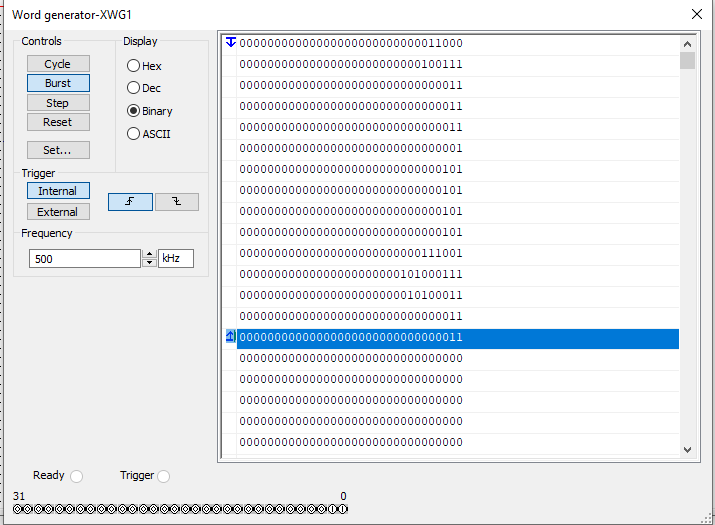 Word generator-XWG1
Controls
Cycle
Burst
Step
Reset
Set...
Display
Hex
Dec
Binary
ASCII
Trigger
Internal
External
Frequency
500 kHz
00000000000000000000000000011000
00000000000000000000000000100111
00000000000000000000000000000011
00000000000000000000000000000011
00000000000000000000000000000011
00000000000000000000000000000001
00000000000000000000000000000101
00000000000000000000000000000101
00000000000000000000000000000101
00000000000000000000000000000101
00000000000000000000000000111001
00000000000000000000000101000111
00000000000000000000000010100011
00000000000000000000000000000011
00000000000000000000000000000011
00000000000000000000000000000000
00000000000000000000000000000000
00000000000000000000000000000000
00000000000000000000000000000000
00000000000000000000000000000000
Ready Trigger
31 0